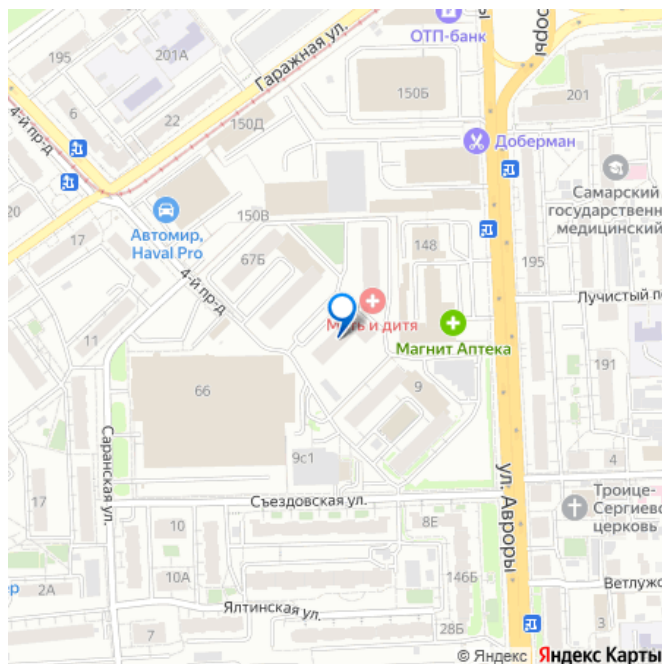 ОТП-банк
195
201А
Гаражная ул.
150Б
201
6
22
150Д
4-й пр-д
Доберман
Самарский
государственн
медицинский
20
17
Автомир,
Haval Pro
150В
67Б
148
195
4-й пр-д
Мать и дитя
Лучистый п
11
Магнит Аптека
191
66
9
Саранская ул.
9с1
ул. Авроры
4
17
Съездовская ул.
Троице-
Сергиевс
церковь
10
8Е
10А
146Б
Ветлужс
2А
Ялтинская ул.
7
28Б
3
© Яндекс Яндекс Карты